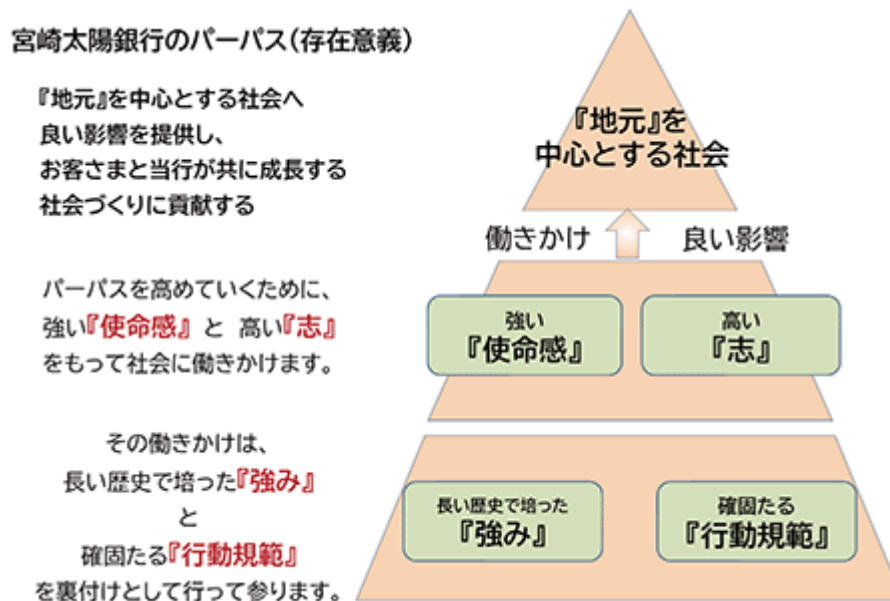 宮崎太陽銀行のパーパス(存在意義)
『地元』を中心とする社会へ
良い影響を提供し、
お客さまと当行が共に成長する
社会づくりに貢献する
パーパスを高めていくために、
強い『使命感』 と 高い『志』
をもって社会に働きかけます。
その働きかけは、
長い歴史で培った『強み』
と
確固たる『行動規範』
を裏付けとして行って参ります。
『地元』を
中心とする社会
働きかけ
良い影響
強い
『使命感』
高い
『志』
長い歴史で培った
『強み』
確固たる
『行動規範』